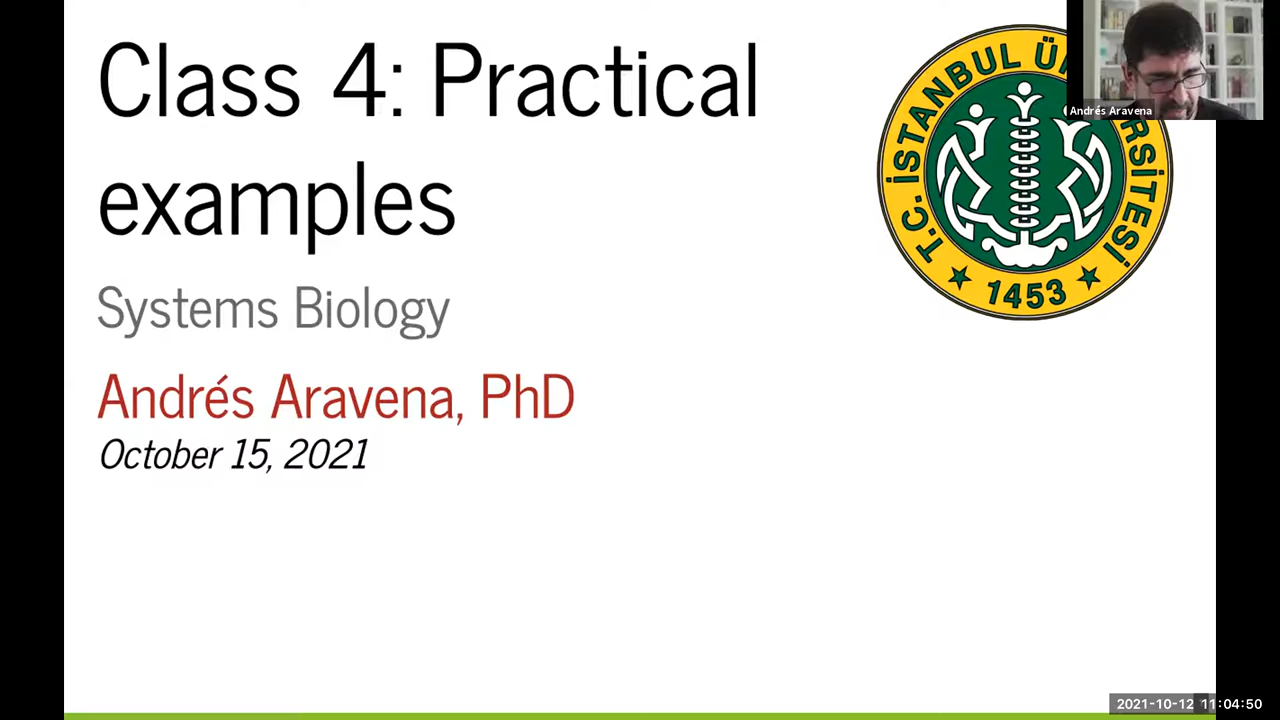 Class 4: Practical
examples
Systems Biology
Andrés Aravena, PhD
October 15, 2021
T.C. İSTANBUL Ü RSİTESİ
1453
Andrés Aravena
2021-10-12 11:04:50